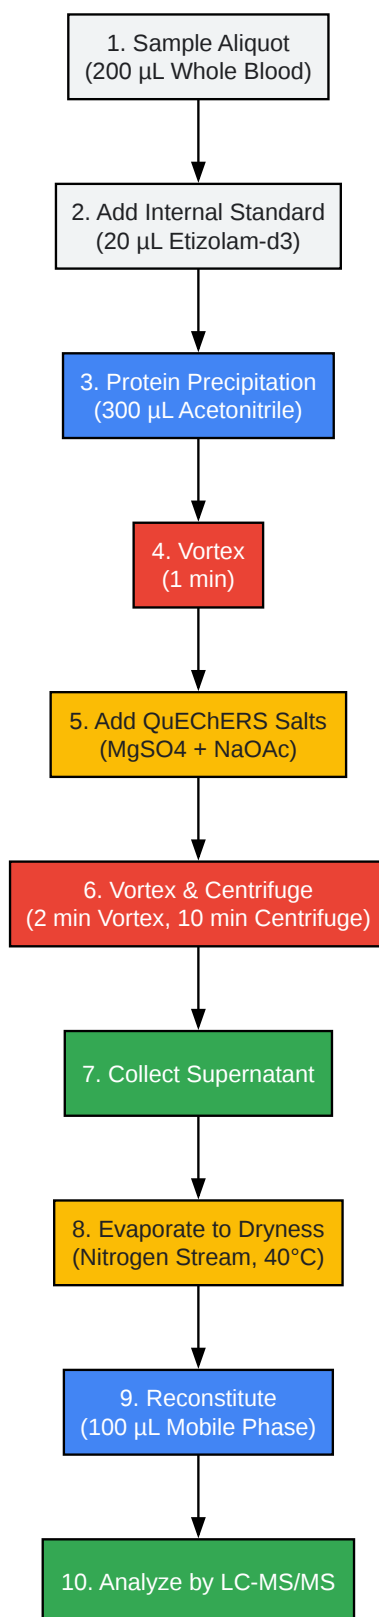 1. Sample Aliquot
(200 µL Whole Blood)
2. Add Internal Standard
(20 µL Etizolam-d3)
3. Protein Precipitation
(300 µL Acetonitrile)
4. Vortex
(1 min)
5. Add QuEChERS Salts
(MgSO4 + NaOAc)
6. Vortex & Centrifuge
(2 min Vortex, 10 min Centrifuge)
7. Collect Supernatant
8. Evaporate to Dryness
(Nitrogen Stream, 40°C)
9. Reconstitute
(100 µL Mobile Phase)
10. Analyze by LC-MS/MS